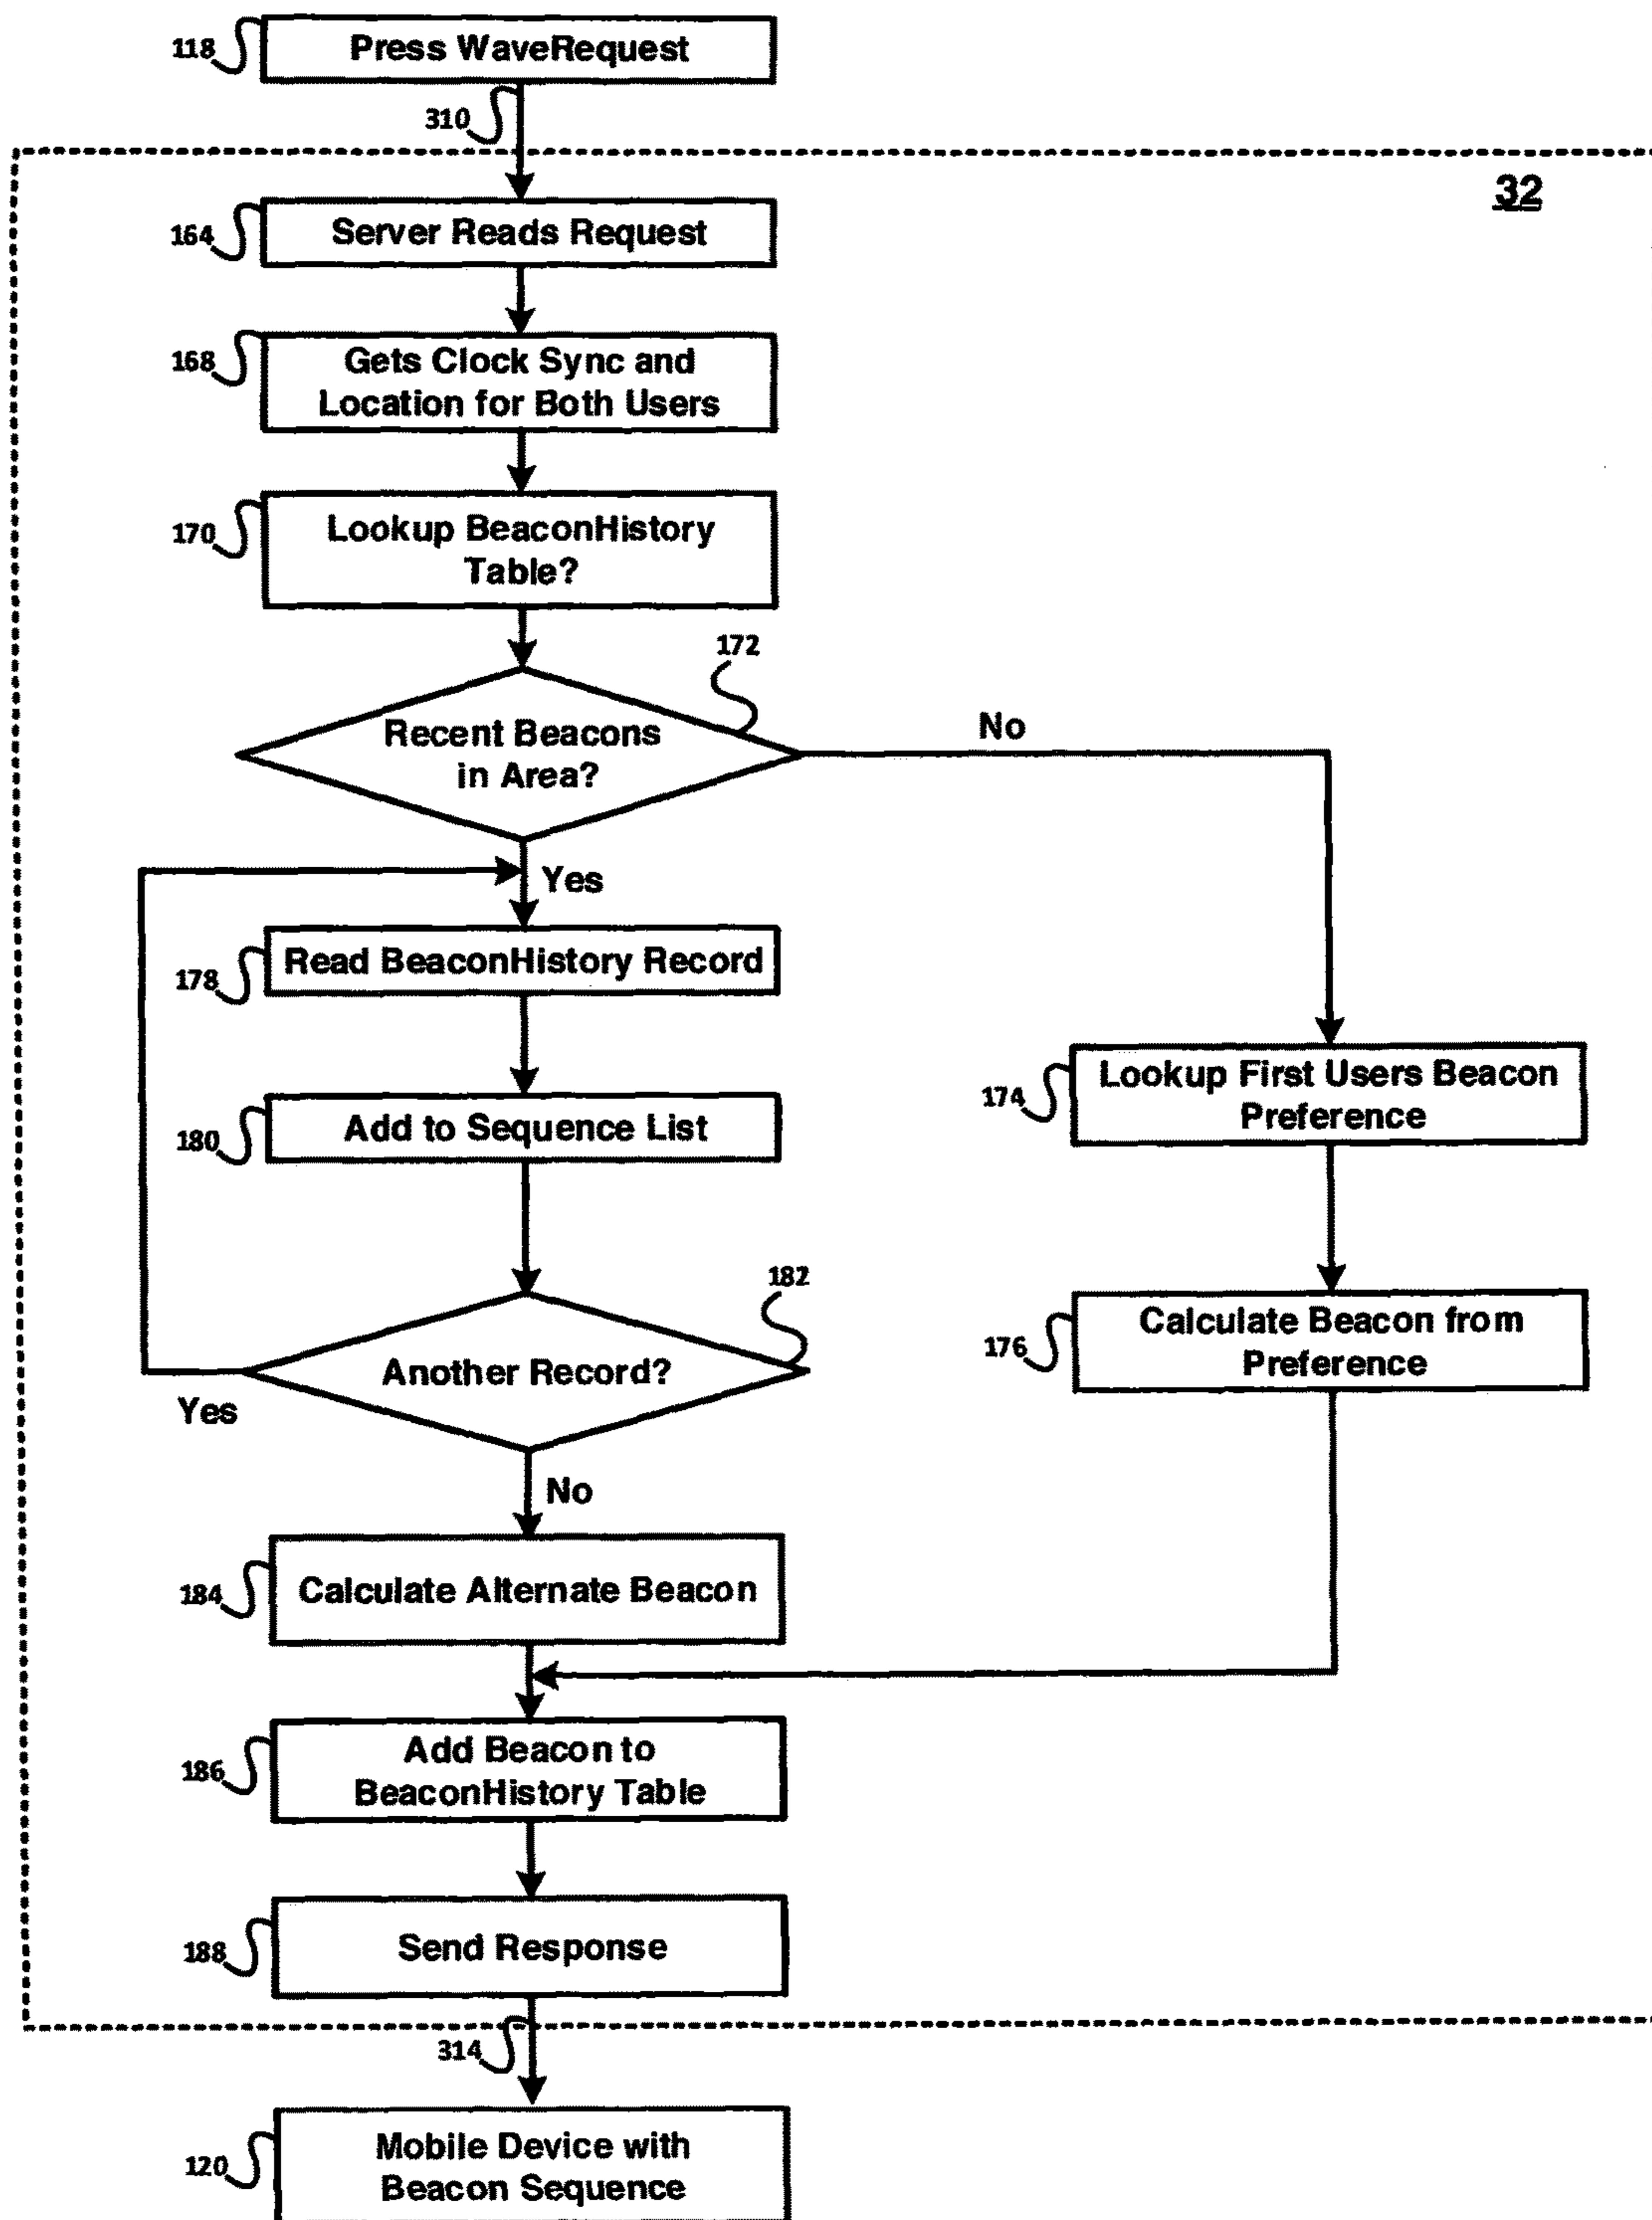 118
Press WaveRequest
310
32
164
Server Reads Request
168
Gets Clock Sync and
Location for Both Users
170
Lookup BeaconHistory
Table?
172
Recent Beacons
in Area?
No
Yes
178
Read BeaconHistory Record
174
Lookup First Users Beacon
Preference
180
Add to Sequence List
182
176
Calculate Beacon from
Preference
Another Record?
Yes
No
184
Calculate Alternate Beacon
186
Add Beacon to
BeaconHistory Table
188
Send Response
314
120
Mobile Device with
Beacon Sequence